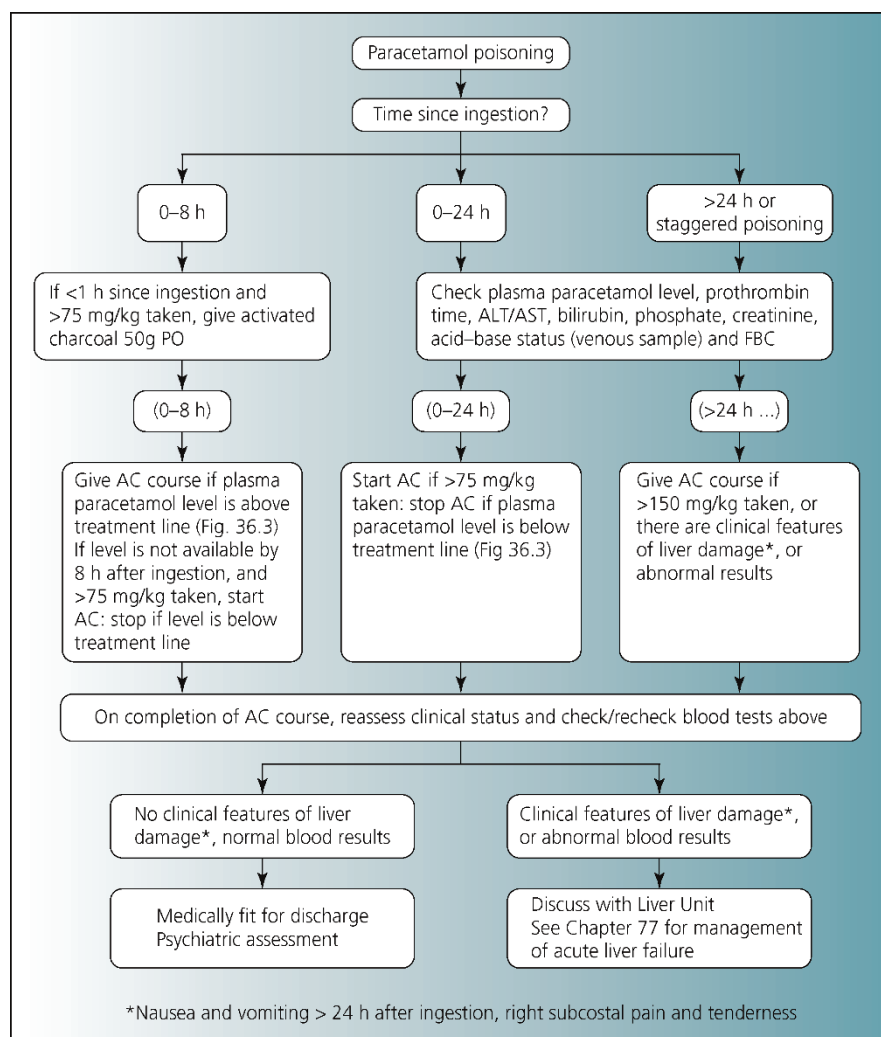 Paracetamol poisoning
Time since ingestion?
0–8 h
0–24 h
>24 h or
staggered poisoning
If <1 h since ingestion and
>75 mg/kg taken, give activated
charcoal 50g PO
Check plasma paracetamol level, prothrombin
time, ALT/AST, bilirubin, phosphate, creatinine,
acid–base status (venous sample) and FBC
(0–8 h)
(0–24 h)
(>24 h ...)
Give AC course if plasma
paracetamol level is above
treatment line (Fig. 36.3)
If level is not available by
8 h after ingestion, and
>75 mg/kg taken, start
AC: stop if level is below
treatment line
Start AC if >75 mg/kg
taken: stop AC if plasma
paracetamol level is below
treatment line (Fig 36.3)
Give AC course if
>150 mg/kg taken, or
there are clinical features
of liver damage*, or
abnormal results
On completion of AC course, reassess clinical status and check/recheck blood tests above
No clinical features of liver
damage*, normal blood results
Clinical features of liver damage*,
or abnormal blood results
Medically fit for discharge
Psychiatric assessment
Discuss with Liver Unit
See Chapter 77 for management
of acute liver failure
*Nausea and vomiting > 24 h after ingestion, right subcostal pain and tenderness